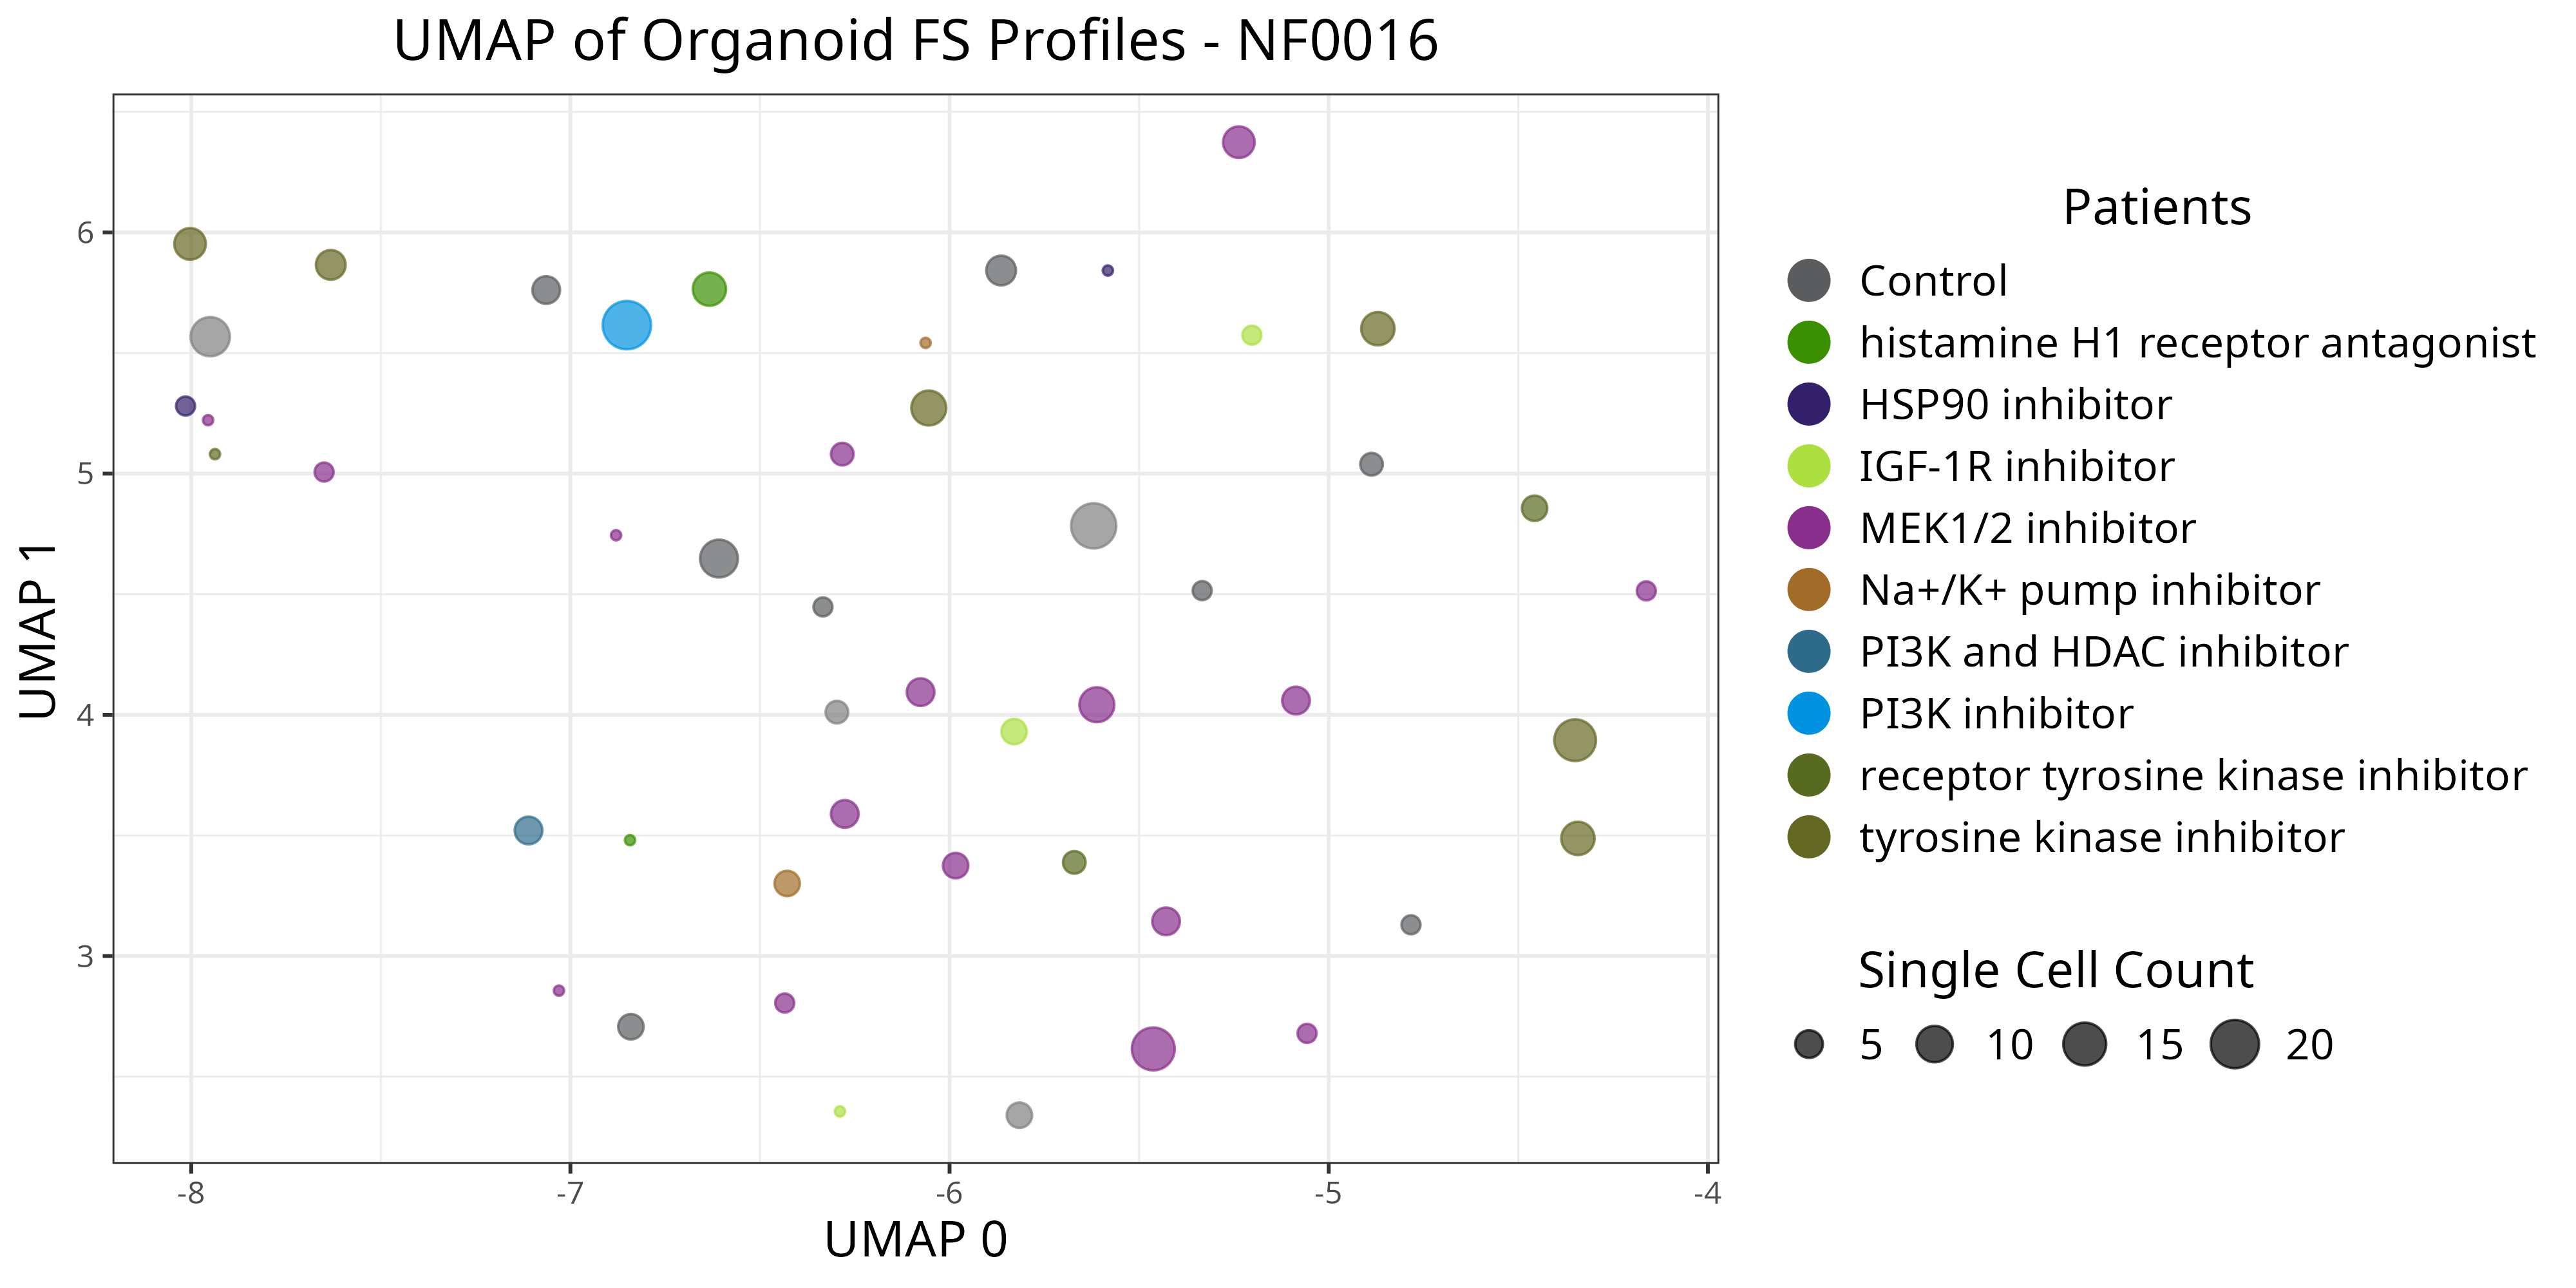 UMAP of Organoid FS Profiles - NF0016
6
5
4
3
UMAP 1
-8
-7
-6
-5
-4
UMAP 0
Patients
Control
histamine H1 receptor antagonist
HSP90 inhibitor
IGF-1R inhibitor
MEK1/2 inhibitor
Na+/K+ pump inhibitor
PI3K and HDAC inhibitor
PI3K inhibitor
receptor tyrosine kinase inhibitor
tyrosine kinase inhibitor
Single Cell Count
5 10 15 20